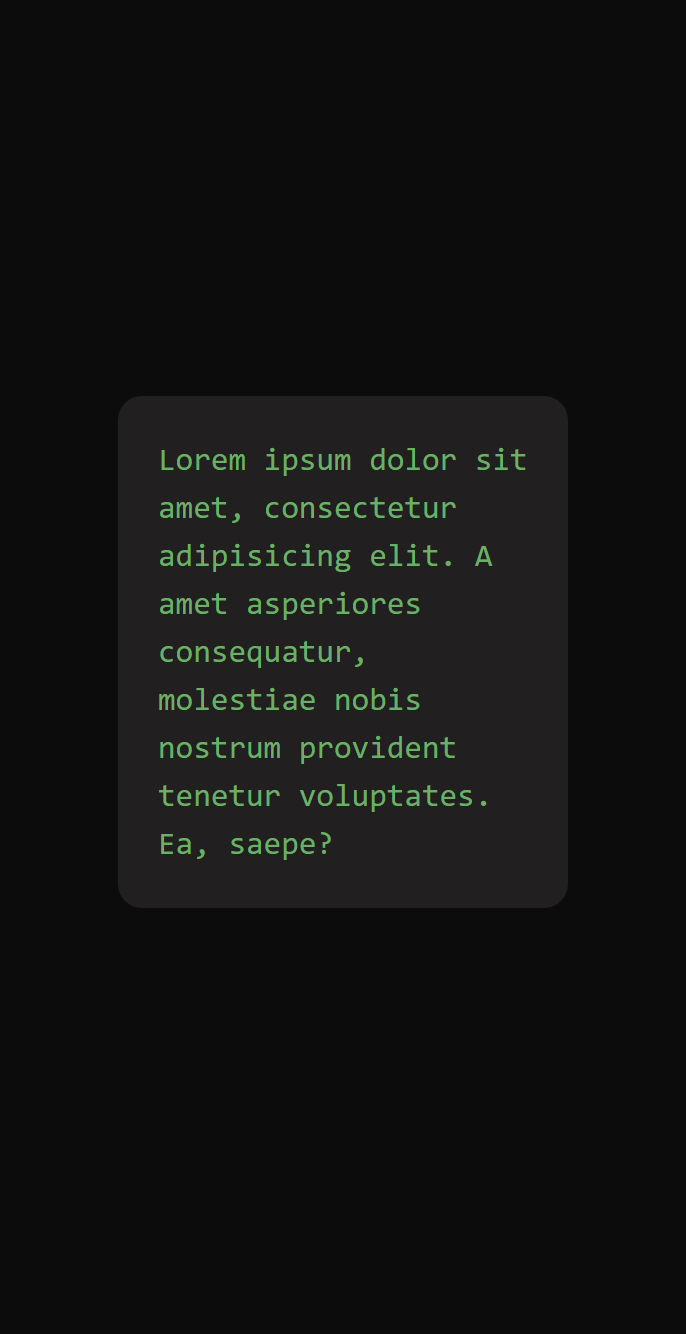 Lorem ipsum dolor sit
amet, consectetur
adipisicing elit. A
amet asperiores
consequatur,
molestiae nobis
nostrum provident
tenetur voluptates.
Ea, saepe?